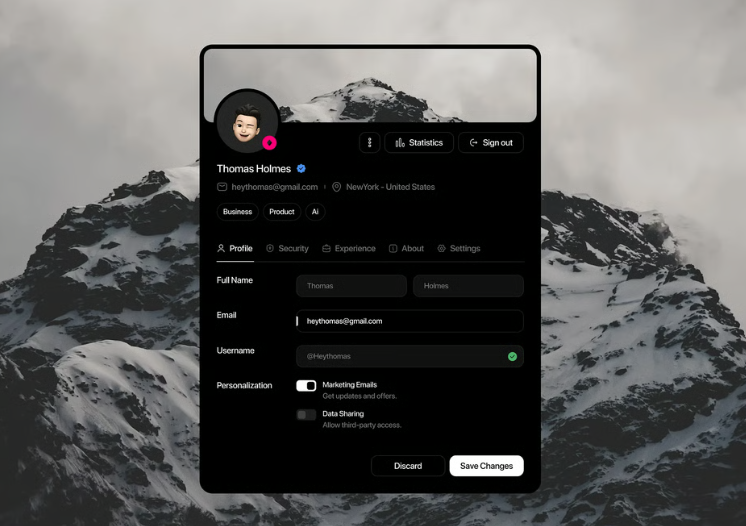 Statistics
Sign out
Thomas Holmes
heythomas@gmail.com
NewYork - United States
Business
Product
Ai
Profile
Security
Experience
About
Settings
Full Name
Thomas
Holmes
Email
heythomas@gmail.com
Username
@Heythomas
Personalization
Marketing Emails
Get updates and offers.
Data Sharing
Allow third-party access.
Discard
Save Changes